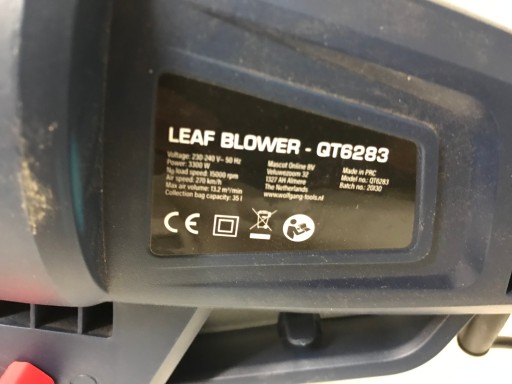 LEAF BLOWER - QT6283
Voltage: 230-240 V~ 50 Hz
Power: 3300 W
No load speed: 15000 rpm
Air speed: 270 km/h
Max air volume: 13.2 m³/min
Collection bag capacity: 35 l
Mascot Online BV
Veluwezoom 32
1327 AH Almere
The Netherlands
www.wolfgang-tools.nl
Made in PRC
Model no.: QT6283
Batch no.: 20X30
CE